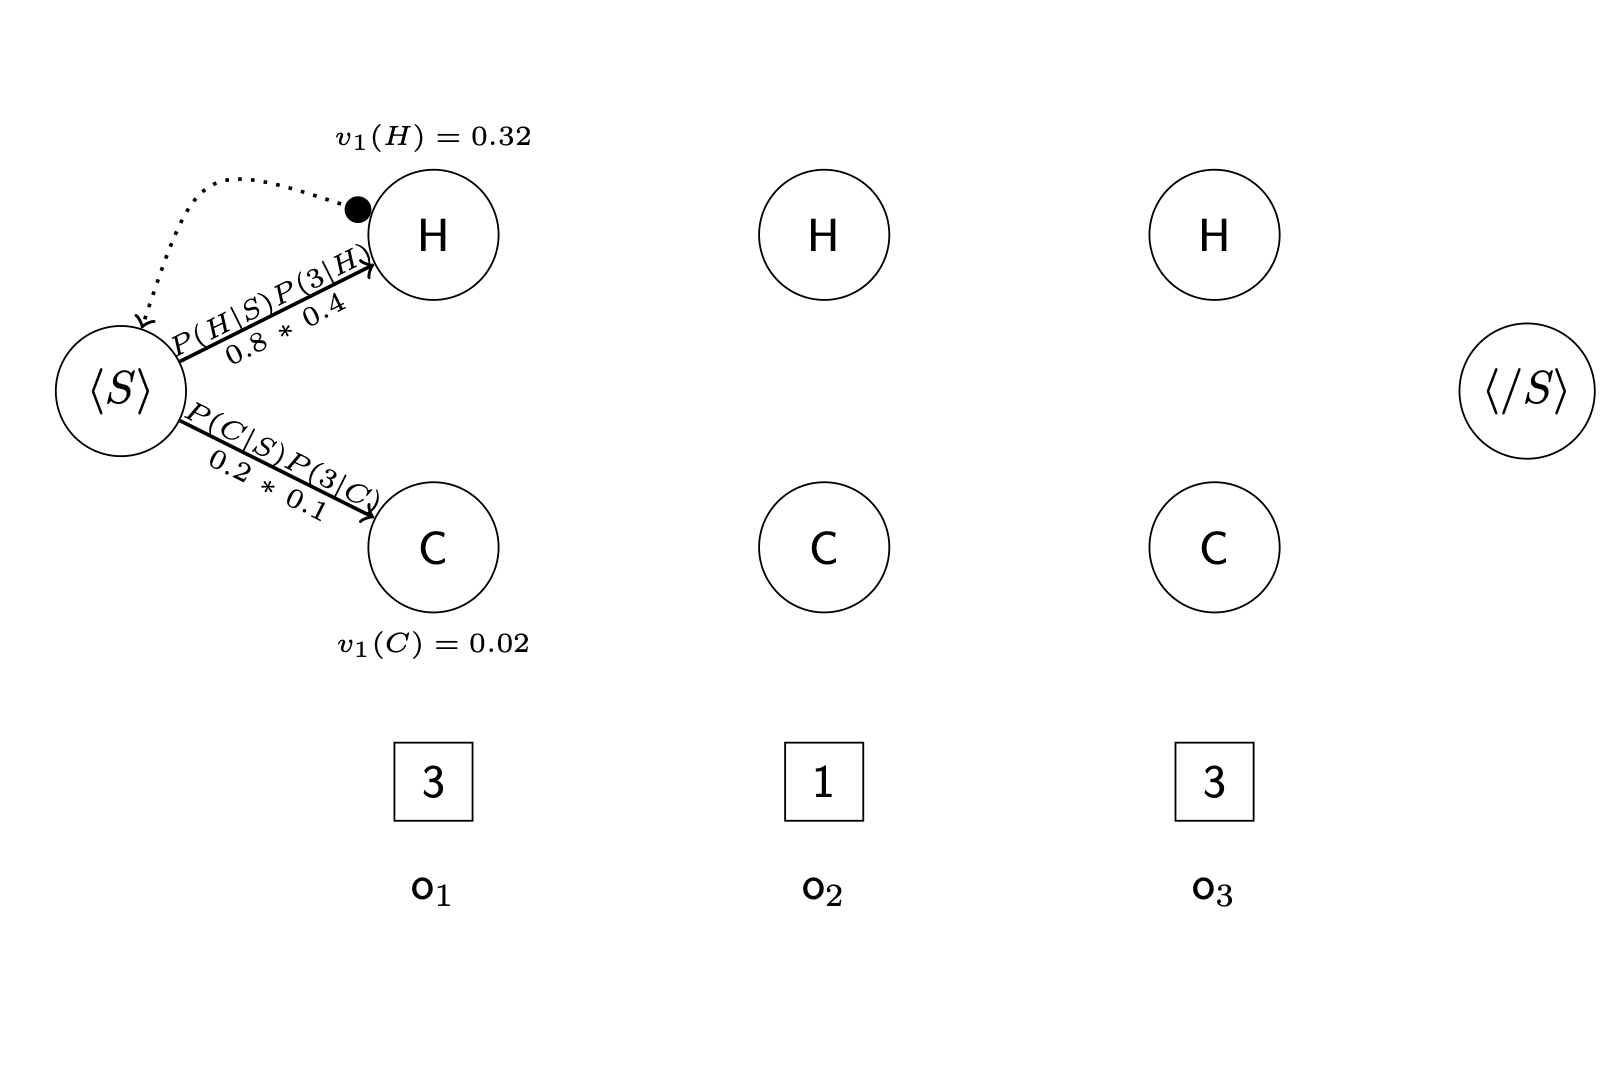 v₁(H) = 0.32
H H H
P(H|S)P(3|H)
0.8 * 0.4
⟨S⟩ ⟨/S⟩
P(C|S)P(3|C)
0.2 * 0.1
C C C
v₁(C) = 0.02
3 1 3
o₁ o₂ o₃